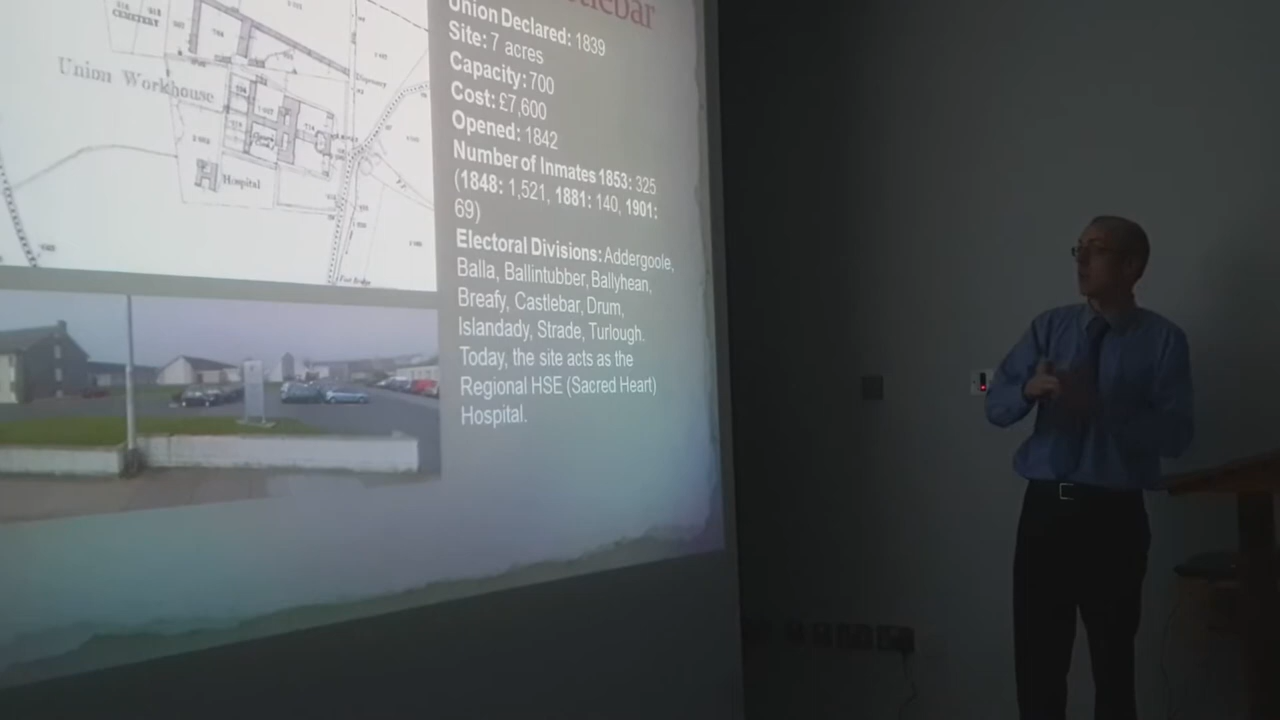 CEMETERY
Union Workhouse
Hospital
Union Declared: 1839
Site: 7 acres
Capacity: 700
Cost: £7,600
Opened: 1842
Number of Inmates 1853: 325
(1848: 1,521, 1881: 140, 1901:
69)
Electoral Divisions: Addergoole,
Balla, Ballintubber, Ballyhean,
Breafy, Castlebar, Drum,
Islandady, Strade, Turlough.
Today, the site acts as the
Regional HSE (Sacred Heart)
Hospital.